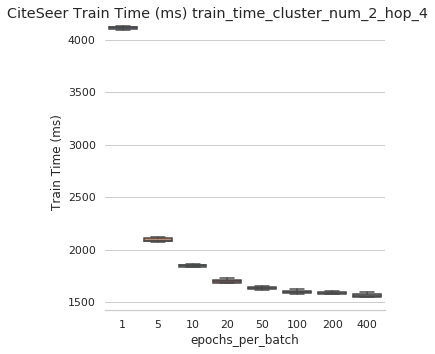 CiteSeer Train Time (ms) train_time_cluster_num_2_hop_4
4000
3500
3000
2500
2000
1500
Train Time (ms)
1 5 10 20 50 100 200 400
epochs_per_batch